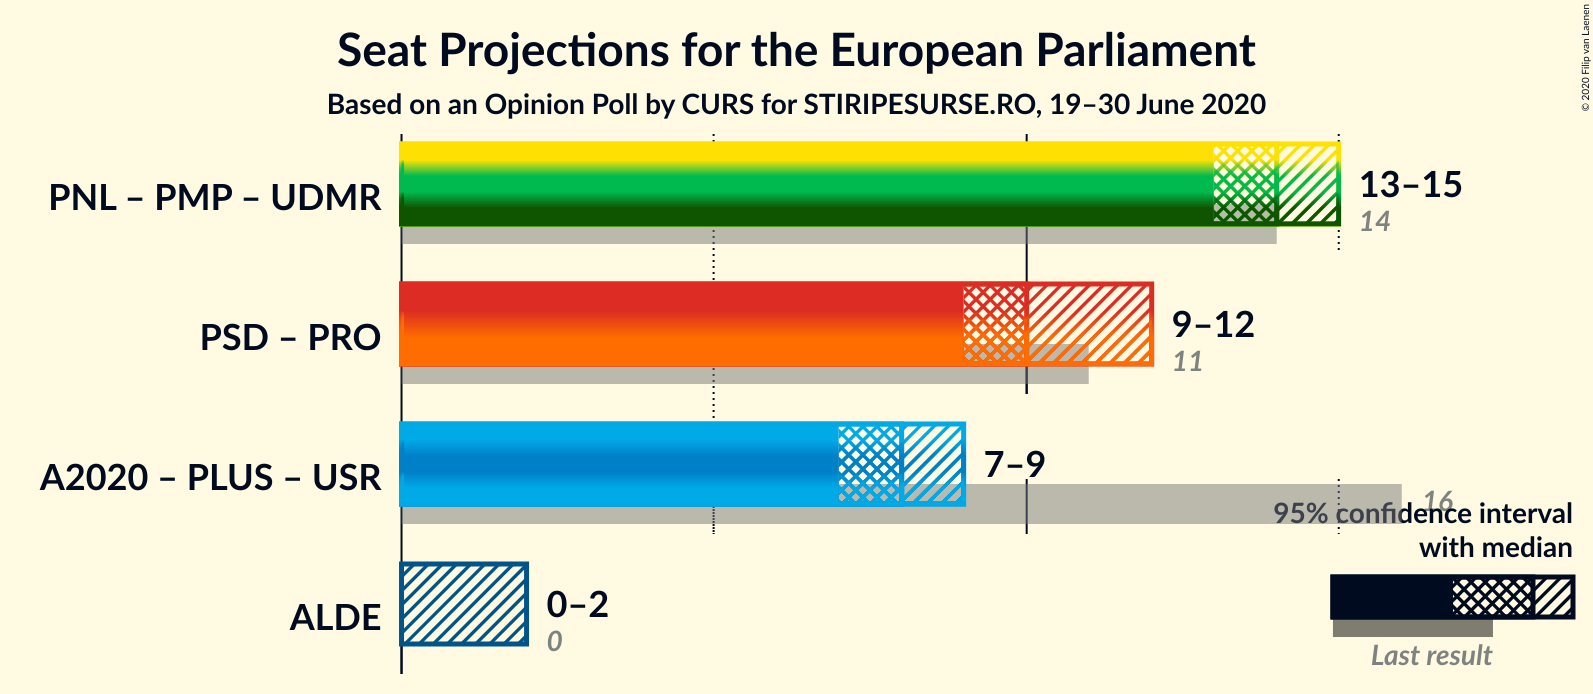 Seat Projections for the European Parliament
Based on an Opinion Poll by CURS for STIRIPESURSE.RO, 19–30 June 2020
© 2020 Filip van Laenen
PNL – PMP – UDMR
13–15
14
PSD – PRO
9–12
11
A2020 – PLUS – USR
7–9
16
95% confidence interval
with median
Last result
ALDE
0–2
0